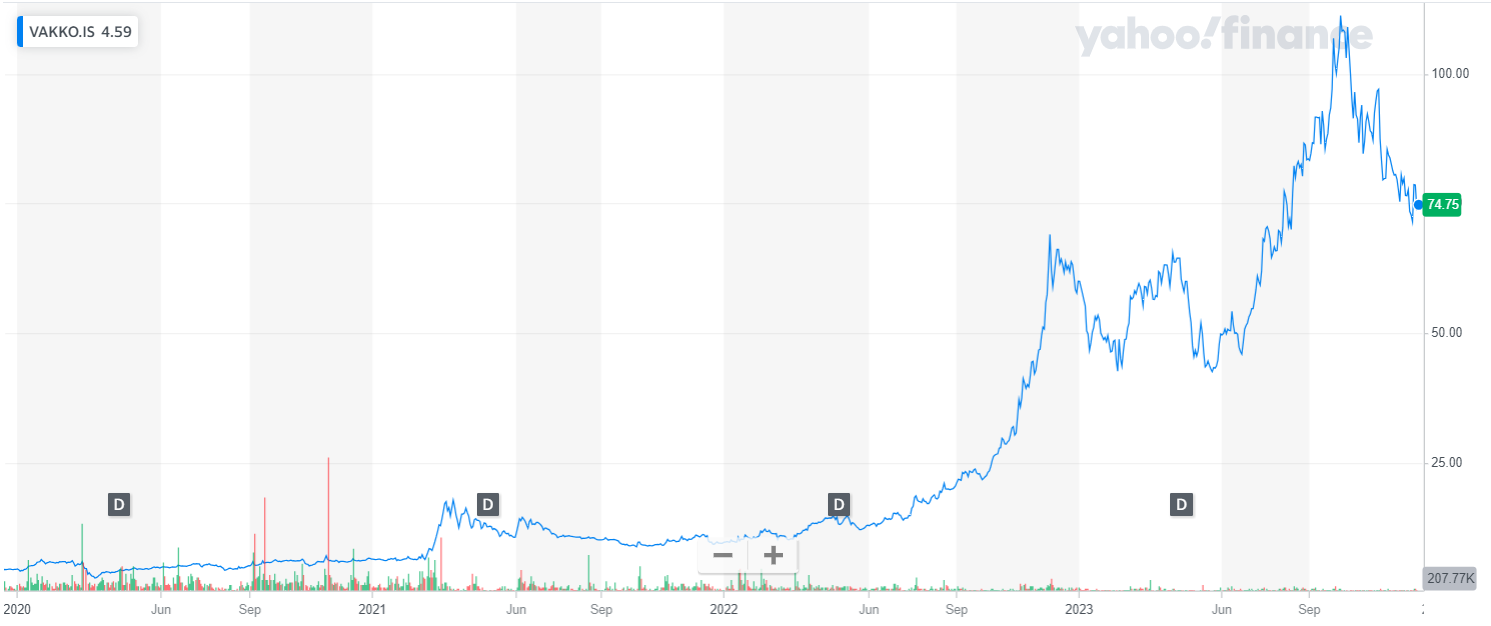 VAKKO.IS 4.59
yahoo!finance
100.00
74.75
50.00
25.00
D D D D
− +
207.77K
2020 Jun Sep 2021 Jun Sep 2022 Jun Sep 2023 Jun Sep